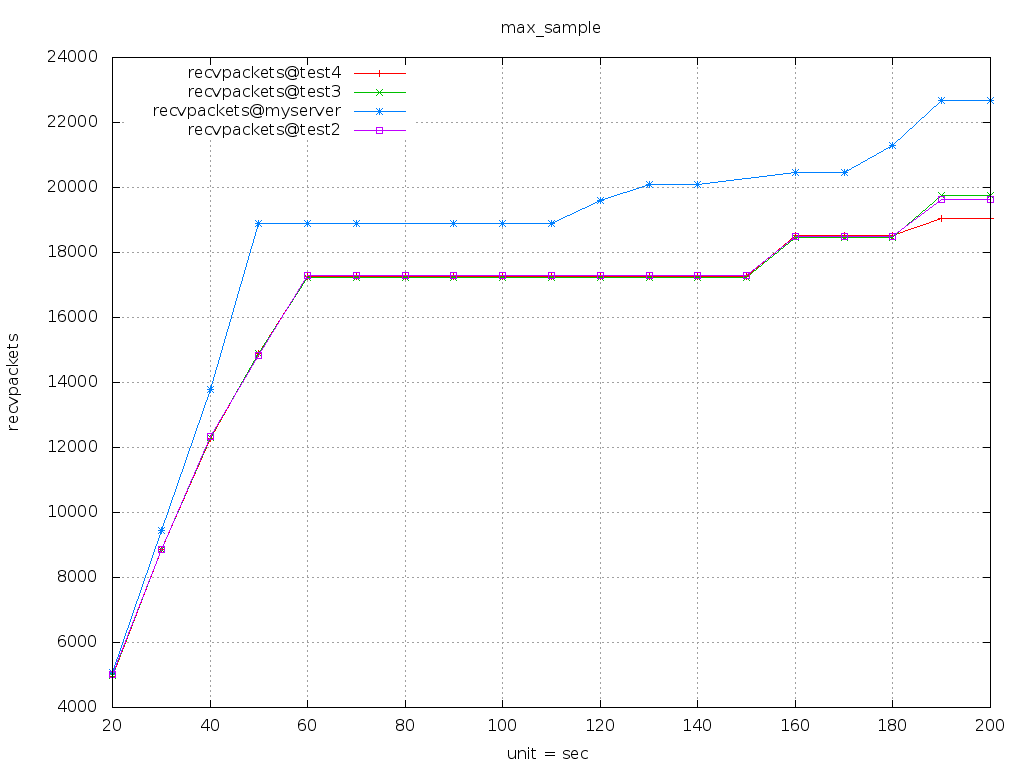 max_sample
recvpackets@test4
recvpackets@test3
recvpackets@myserver
recvpackets@test2
24000
22000
20000
18000
16000
14000
12000
10000
8000
6000
4000
recvpackets
20 40 60 80 100 120 140 160 180 200
unit = sec